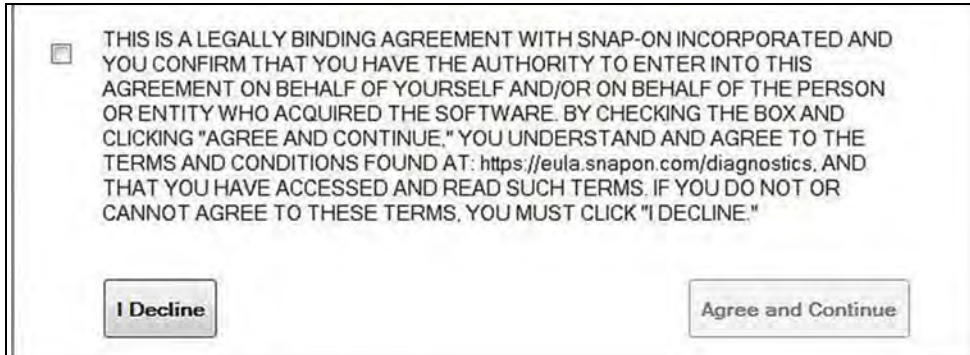 THIS IS A LEGALLY BINDING AGREEMENT WITH SNAP-ON INCORPORATED AND
YOU CONFIRM THAT YOU HAVE THE AUTHORITY TO ENTER INTO THIS
AGREEMENT ON BEHALF OF YOURSELF AND/OR ON BEHALF OF THE PERSON
OR ENTITY WHO ACQUIRED THE SOFTWARE. BY CHECKING THE BOX AND
CLICKING "AGREE AND CONTINUE," YOU UNDERSTAND AND AGREE TO THE
TERMS AND CONDITIONS FOUND AT: https://eula.snapon.com/diagnostics, AND
THAT YOU HAVE ACCESSED AND READ SUCH TERMS. IF YOU DO NOT OR
CANNOT AGREE TO THESE TERMS, YOU MUST CLICK "I DECLINE."
I Decline
Agree and Continue